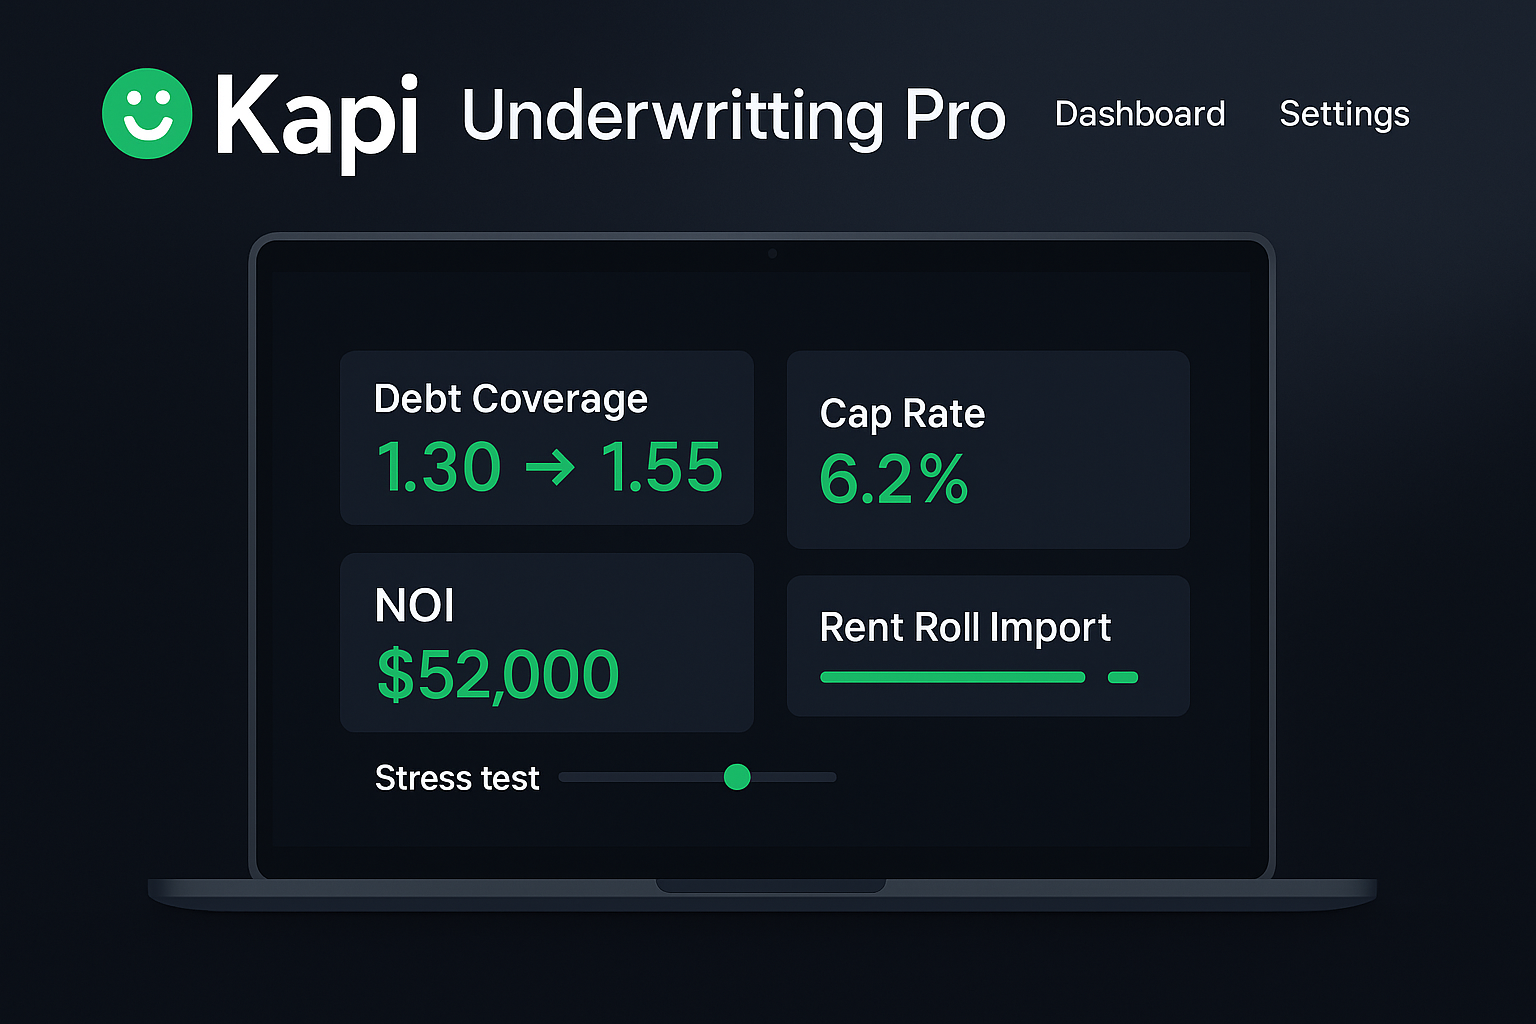 Kapi Underwritting Pro Dashboard Settings
Debt Coverage
1.30 → 1.55
Cap Rate
6.2%
NOI
$52,000
Rent Roll Import
Stress test